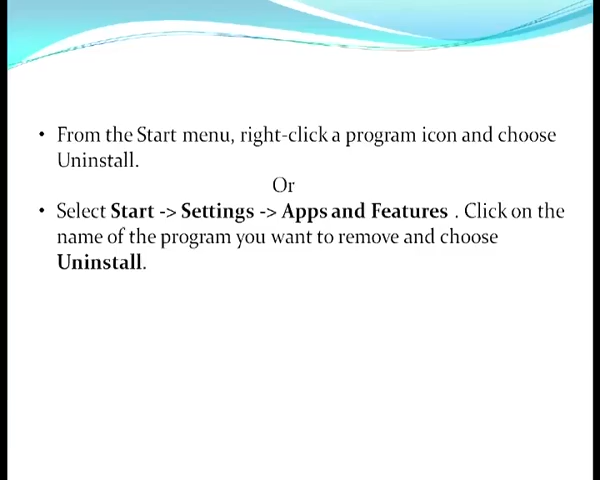 • From the Start menu, right-click a program icon and choose
Uninstall.
Or
• Select Start -> Settings -> Apps and Features . Click on the
name of the program you want to remove and choose
Uninstall.